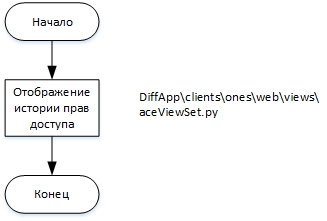 Начало
Отображение
истории прав
доступа
DiffApp\clients\ones\web\views\
aceViewSet.py
Конец